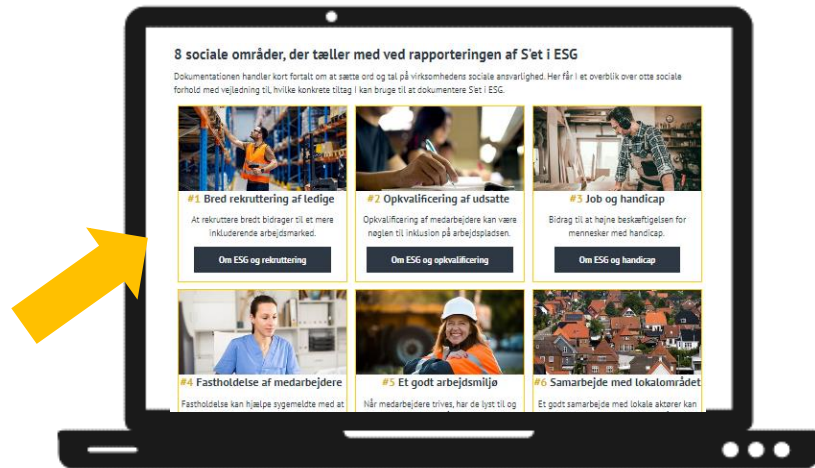 8 sociale områder, der tæller med ved rapporteringen af S'et i ESG
Dokumentationen handler kort fortalt om at sætte ord og tal på virksomhedens sociale ansvarlighed. Her får I et overblik over otte sociale
forhold med vejledning til, hvilke konkrete tiltag I kan bruge til at dokumentere S'et i ESG.
#1 Bred rekruttering af ledige
At rekruttere bredt bidrager til et mere
inkluderende arbejdsmarked.
Om ESG og rekruttering
#2 Opkvalificering af udsatte
Opkvalificering af medarbejdere kan være
nøglen til inklusion på arbejdspladsen.
Om ESG og opkvalificering
#3 Job og handicap
Bidrag til at højne beskæftigelsen for
mennesker med handicap.
Om ESG og handicap
#4 Fastholdelse af medarbejdere
Fastholdelse kan hjælpe sygemeldte med at
#5 Et godt arbejdsmiljø
Når medarbejdere trives, har de lyst til og
#6 Samarbejde med lokalområdet
Et godt samarbejde med lokale aktører kan